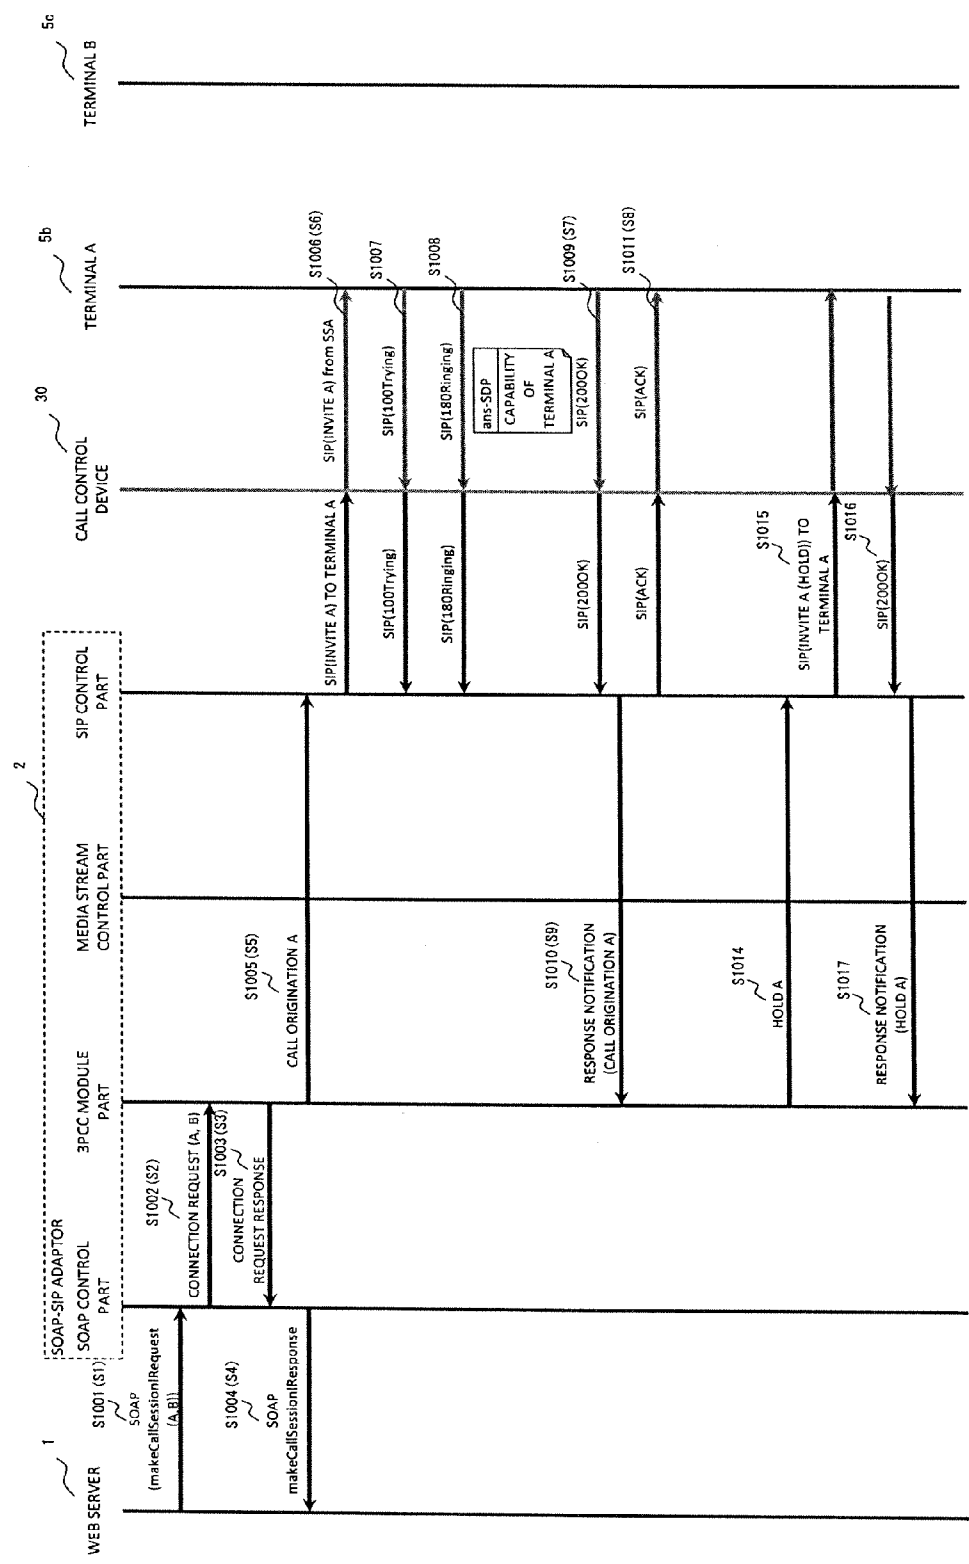 SOAP-SIP ADAPTOR
2
WEB SERVER
1
SOAP CONTROL
PART
3PCC MODULE
PART
MEDIA STREAM
CONTROL PART
SIP CONTROL
PART
CALL CONTROL
DEVICE
30
TERMINAL A
5b
TERMINAL B
5c
S1001 (S1)
SOAP
(makeCallSessionIRequest
(A,B))
S1002 (S2)
CONNECTION REQUEST (A, B)
S1003 (S3)
CONNECTION
REQUEST RESPONSE
S1004 (S4)
SOAP
makeCallSessionIResponse
S1005 (S5)
CALL ORIGINATION A
SIP(INVITE A) TO TERMINAL A
SIP(INVITE A) from SSA
S1006 (S6)
SIP(100Trying)
SIP(100Trying)
S1007
SIP(180Ringing)
SIP(180Ringing)
S1008
ans-SDP
CAPABILITY
OF
TERMINAL A
SIP(200OK)
SIP(200OK)
S1009 (S7)
S1010 (S9)
RESPONSE NOTIFICATION
(CALL ORIGINATION A)
SIP(ACK)
SIP(ACK)
S1011 (S8)
S1014
HOLD A
S1015
SIP(INVITE A (HOLD)) TO
TERMINAL A
S1016
SIP(200OK)
S1017
RESPONSE NOTIFICATION
(HOLD A)